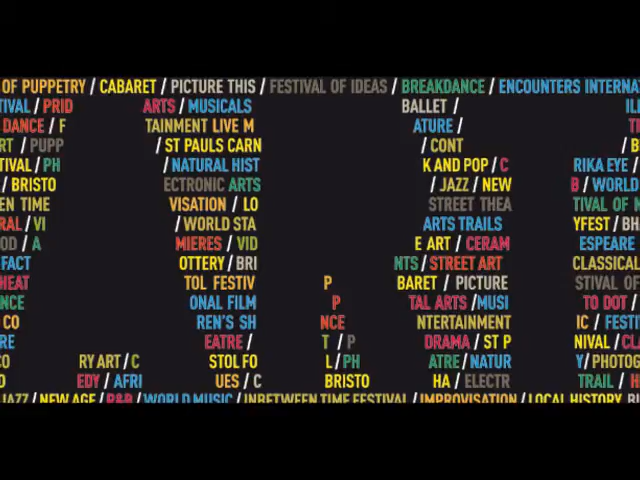 OF PUPPETRY / CABARET / PICTURE THIS / FESTIVAL OF IDEAS / BREAKDANCE / ENCOUNTERS INTERNA
TIVAL / PRID ARTS / MUSICALS BALLET / ILL
DANCE / F TAINMENT LIVE M ATURE / T
RT / PUPP / ST PAULS CARN / CONT / B
TIVAL / PH / NATURAL HIST K AND POP / C RIKA EYE /
/ BRISTO ECTRONIC ARTS / JAZZ / NEW B / WORLD
EN TIME VISATION / LO STREET THEA TIVAL OF
RAL / VI / WORLD STA ARTS TRAILS YFEST / BH
OD / A MIERES / VID E ART / CERAM ESPEARE /
FACT OTTERY / BRI NTS / STREET ART CLASSICAL
HEAT TOL FESTIV P BARET / PICTURE STIVAL OF
NCE ONAL FILM P TAL ARTS / MUSI TO DOT /
CO REN'S SH NCE NTERTAINMENT IC / FESTI
RE EATRE / T / P DRAMA / ST P NIVAL / CLA
CO RY ART / C STOL FO L / PH ATRE / NATUR Y / PHOTOG
D EDY / AFRI UES / C BRISTO HA / ELECTR TRAIL /
JAZZ / NEW AGE / R&B / WORLD MUSIC / INBETWEEN TIME FESTIVAL / IMPROVISATION / LOCAL HISTORY